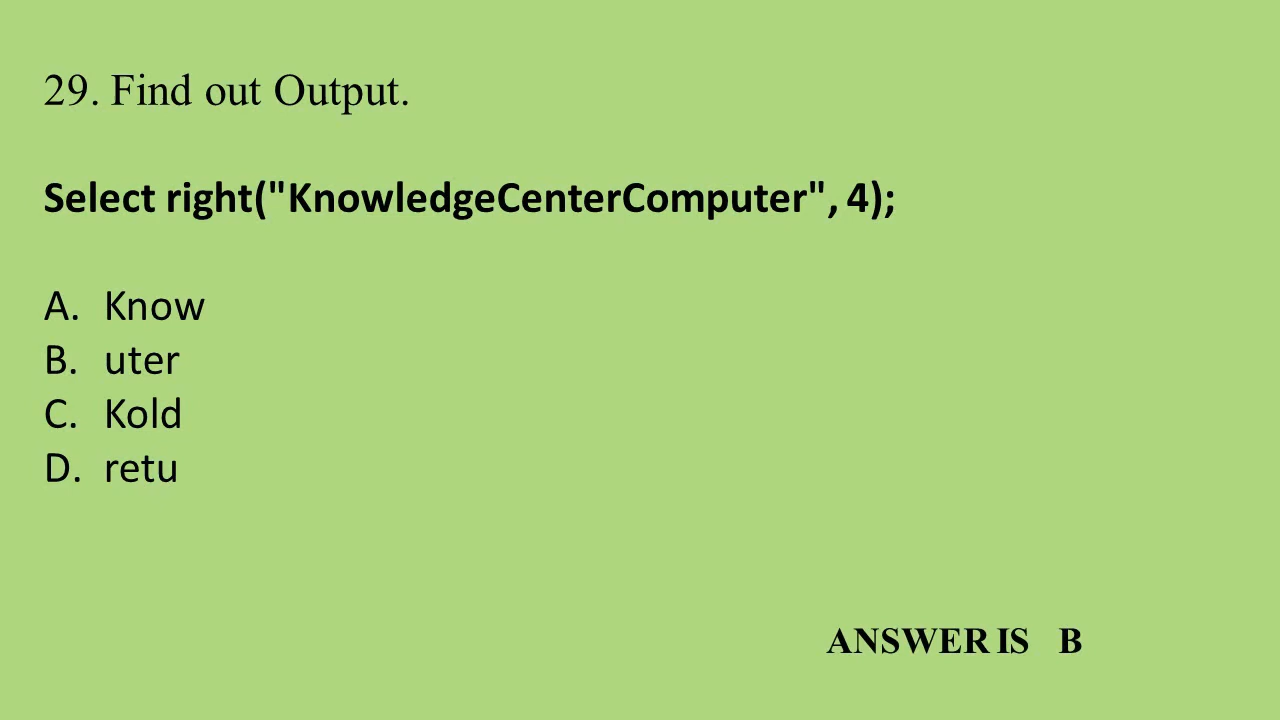 29. Find out Output.
Select right("KnowledgeCenterComputer", 4);
A. Know
B. uter
C. Kold
D. retu
ANSWER IS B